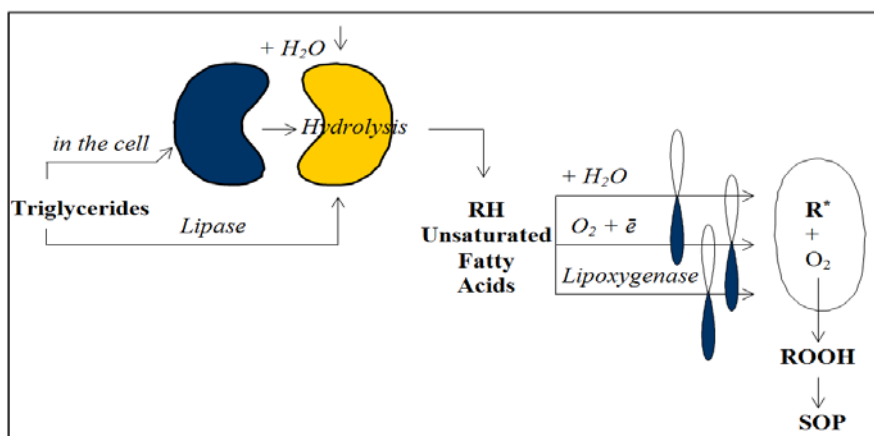 + H₂O
in the cell
Hydrolysis
Triglycerides
Lipase
RH
Unsaturated
Fatty
Acids
+ H₂O
O₂ + ē
Lipoxygenase
R*
+
O₂
ROOH
SOP